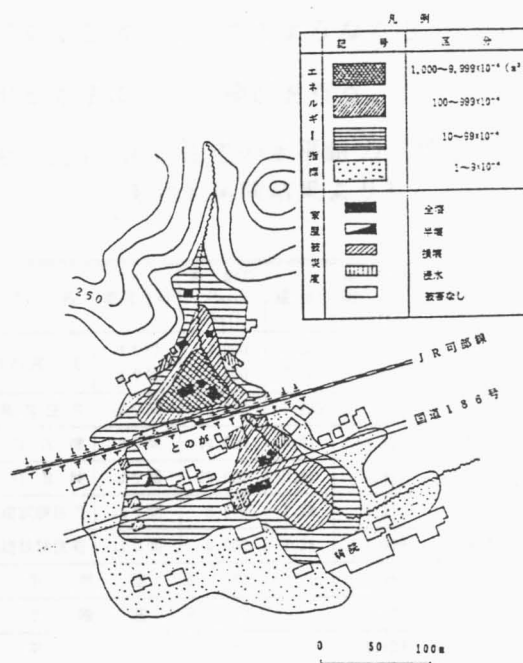 凡 例
記 号
区 分
エネルギー指標
1,000～9,999×10⁻⁴ (m²
100～999×10⁻⁴
10～99×10⁻⁴
1～9×10⁻⁴
家屋被災度
全壊
半壊
損壊
浸水
被害なし
250
JR可部線
国道186号
とのが
病院
0 50 100m